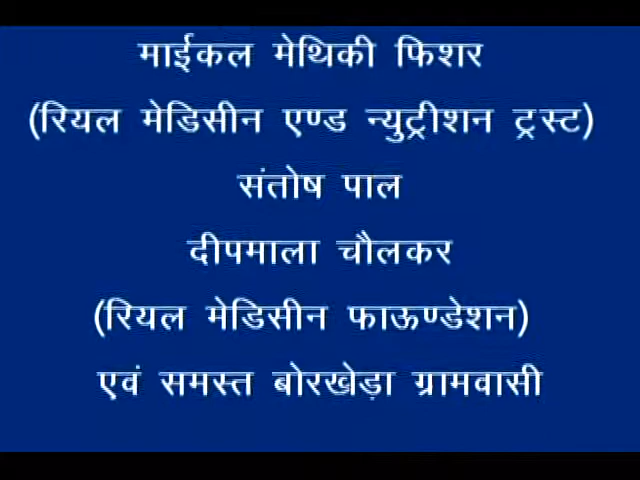 माईकल मेथिकी फिशर
(रियल मेडिसीन एण्ड न्युट्रीशन ट्रस्ट)
संतोष पाल
दीपमाला चौलकर
(रियल मेडिसीन फाऊण्डेशन)
एवं समस्त बोरखेड़ा ग्रामवासी